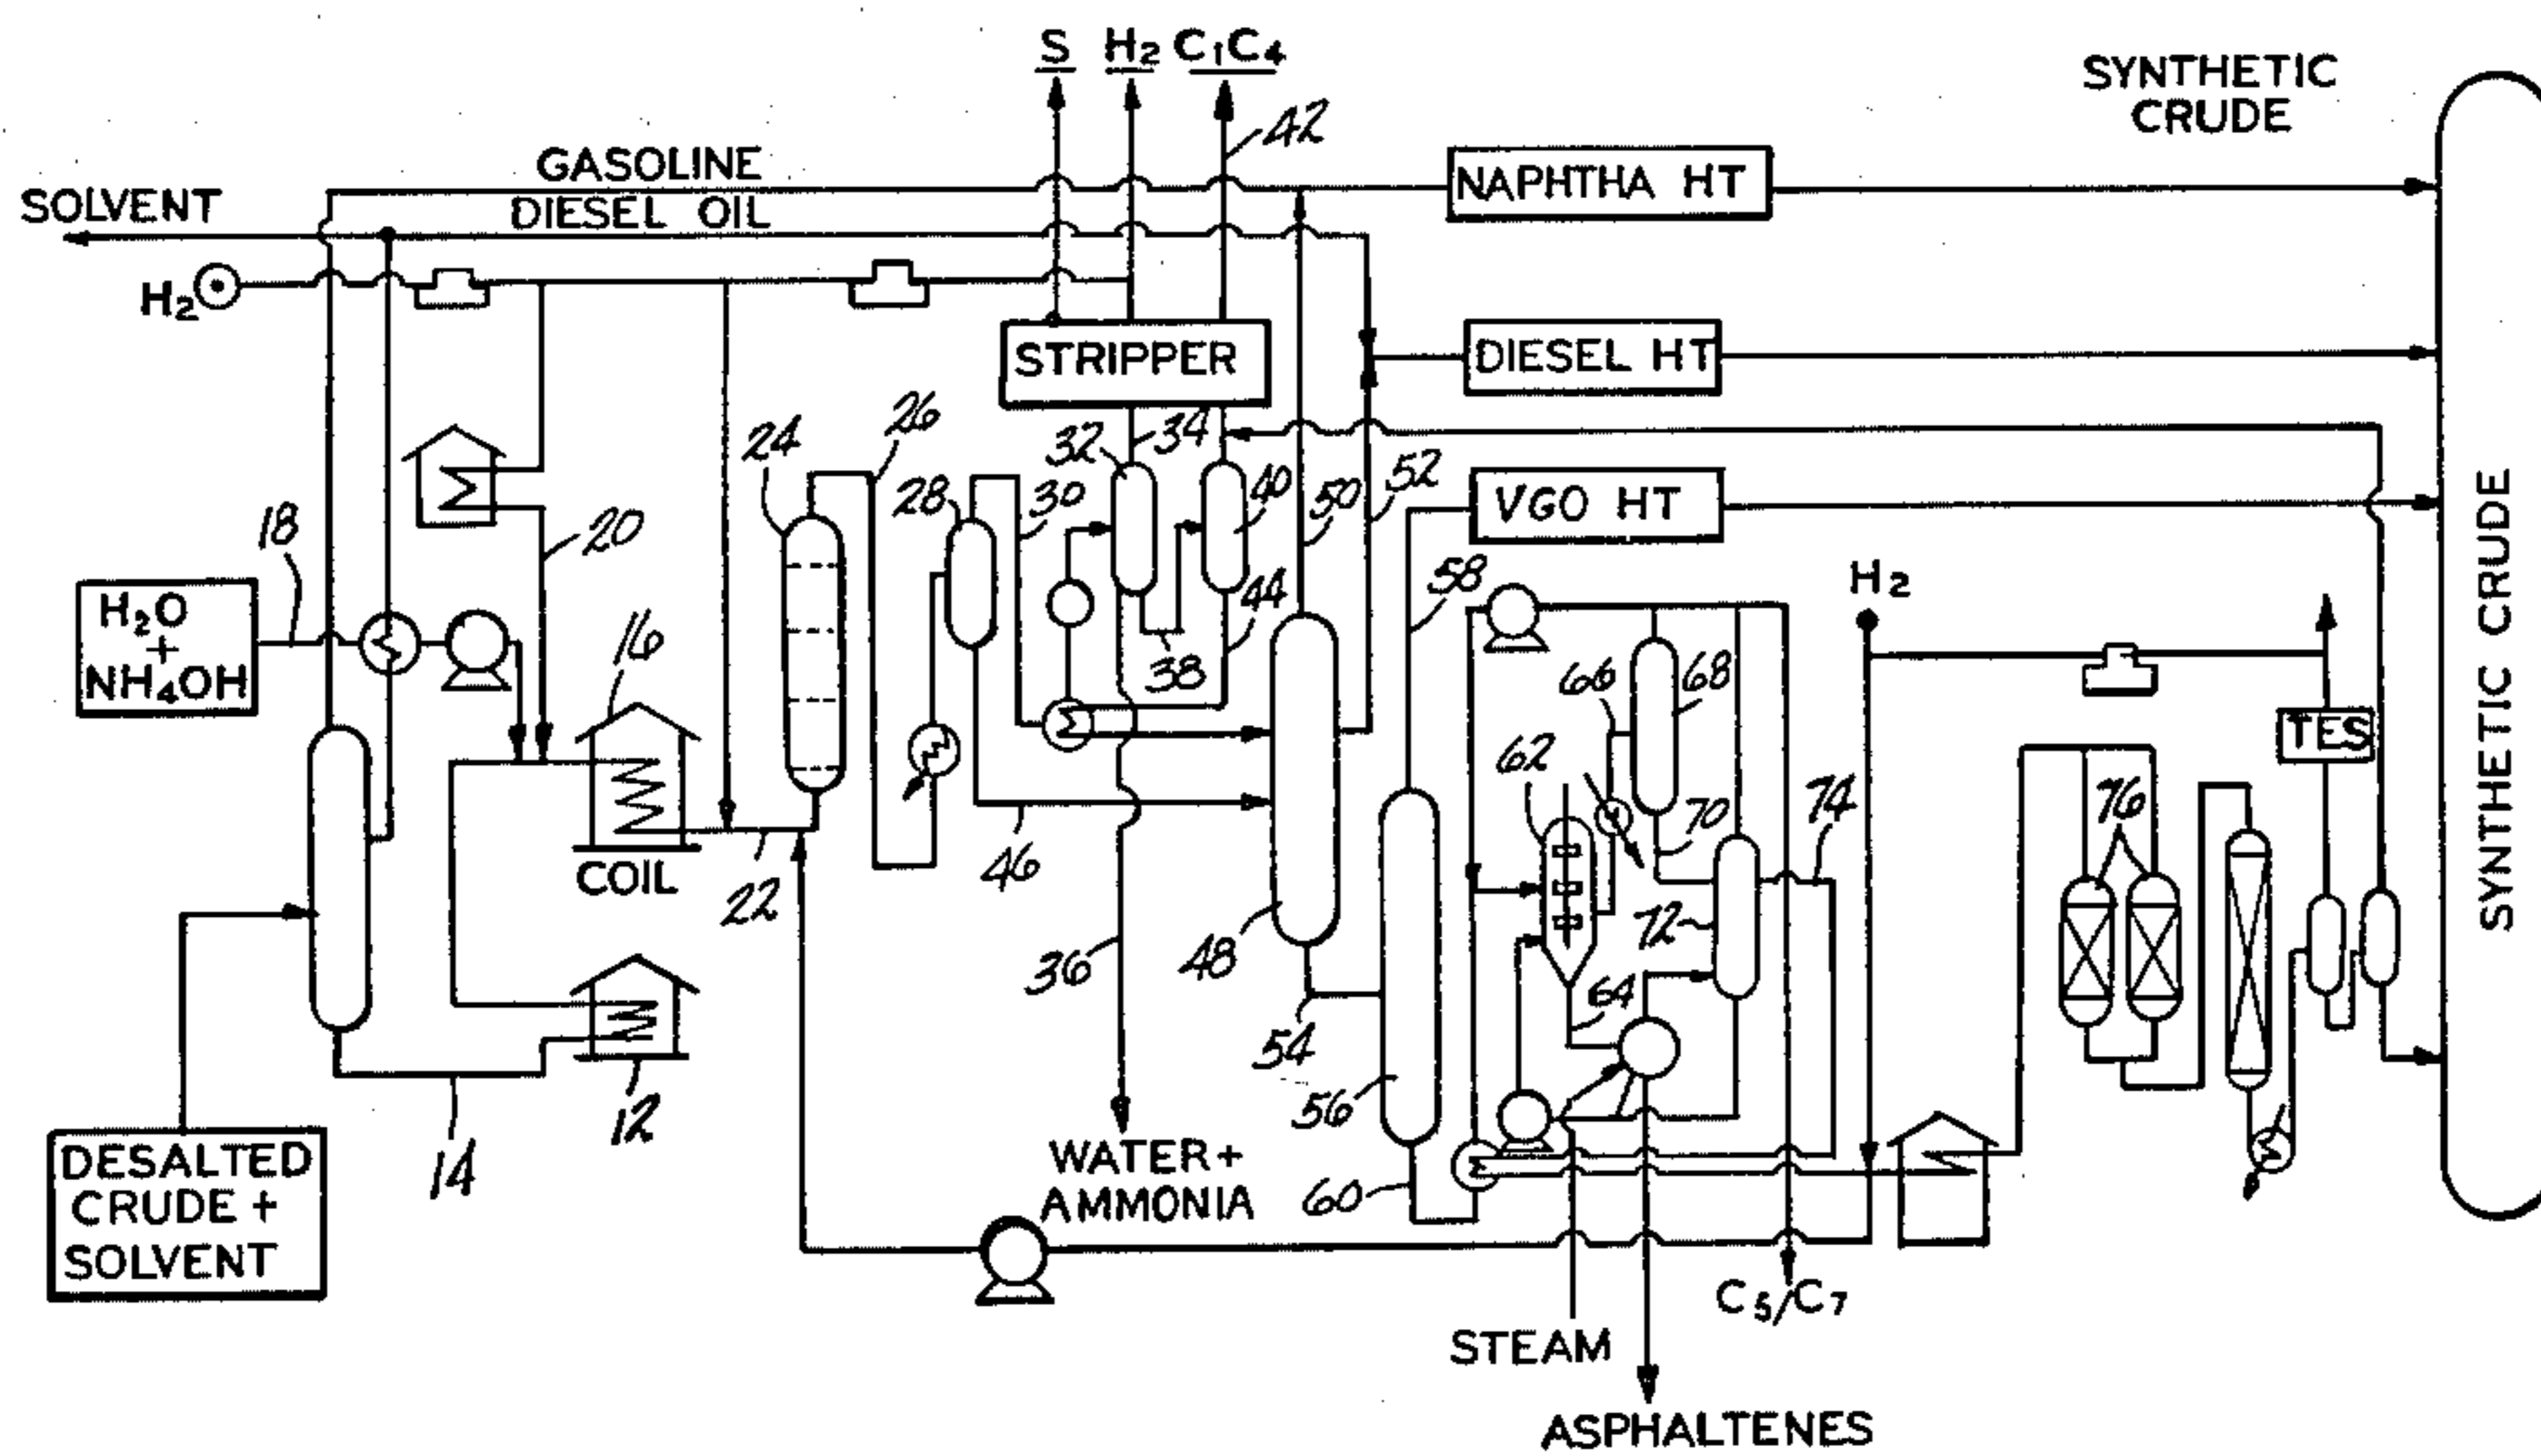 S H₂ C₁C₄
42
SYNTHETIC
CRUDE
GASOLINE
NAPHTHA HT
SOLVENT
DIESEL OIL
H₂
STRIPPER
DIESEL HT
26
24
32
34
28
30
40
50
52
VGO HT
18
20
H₂O
+
NH₄OH
16
38
44
58
H₂
66
68
62
TES
SYNTHETIC CRUDE
COIL
22
46
70
74
76
48
72
36
64
54
56
12
14
DESALTED
CRUDE +
SOLVENT
WATER +
AMMONIA
60
C₅/C₇
STEAM
ASPHALTENES